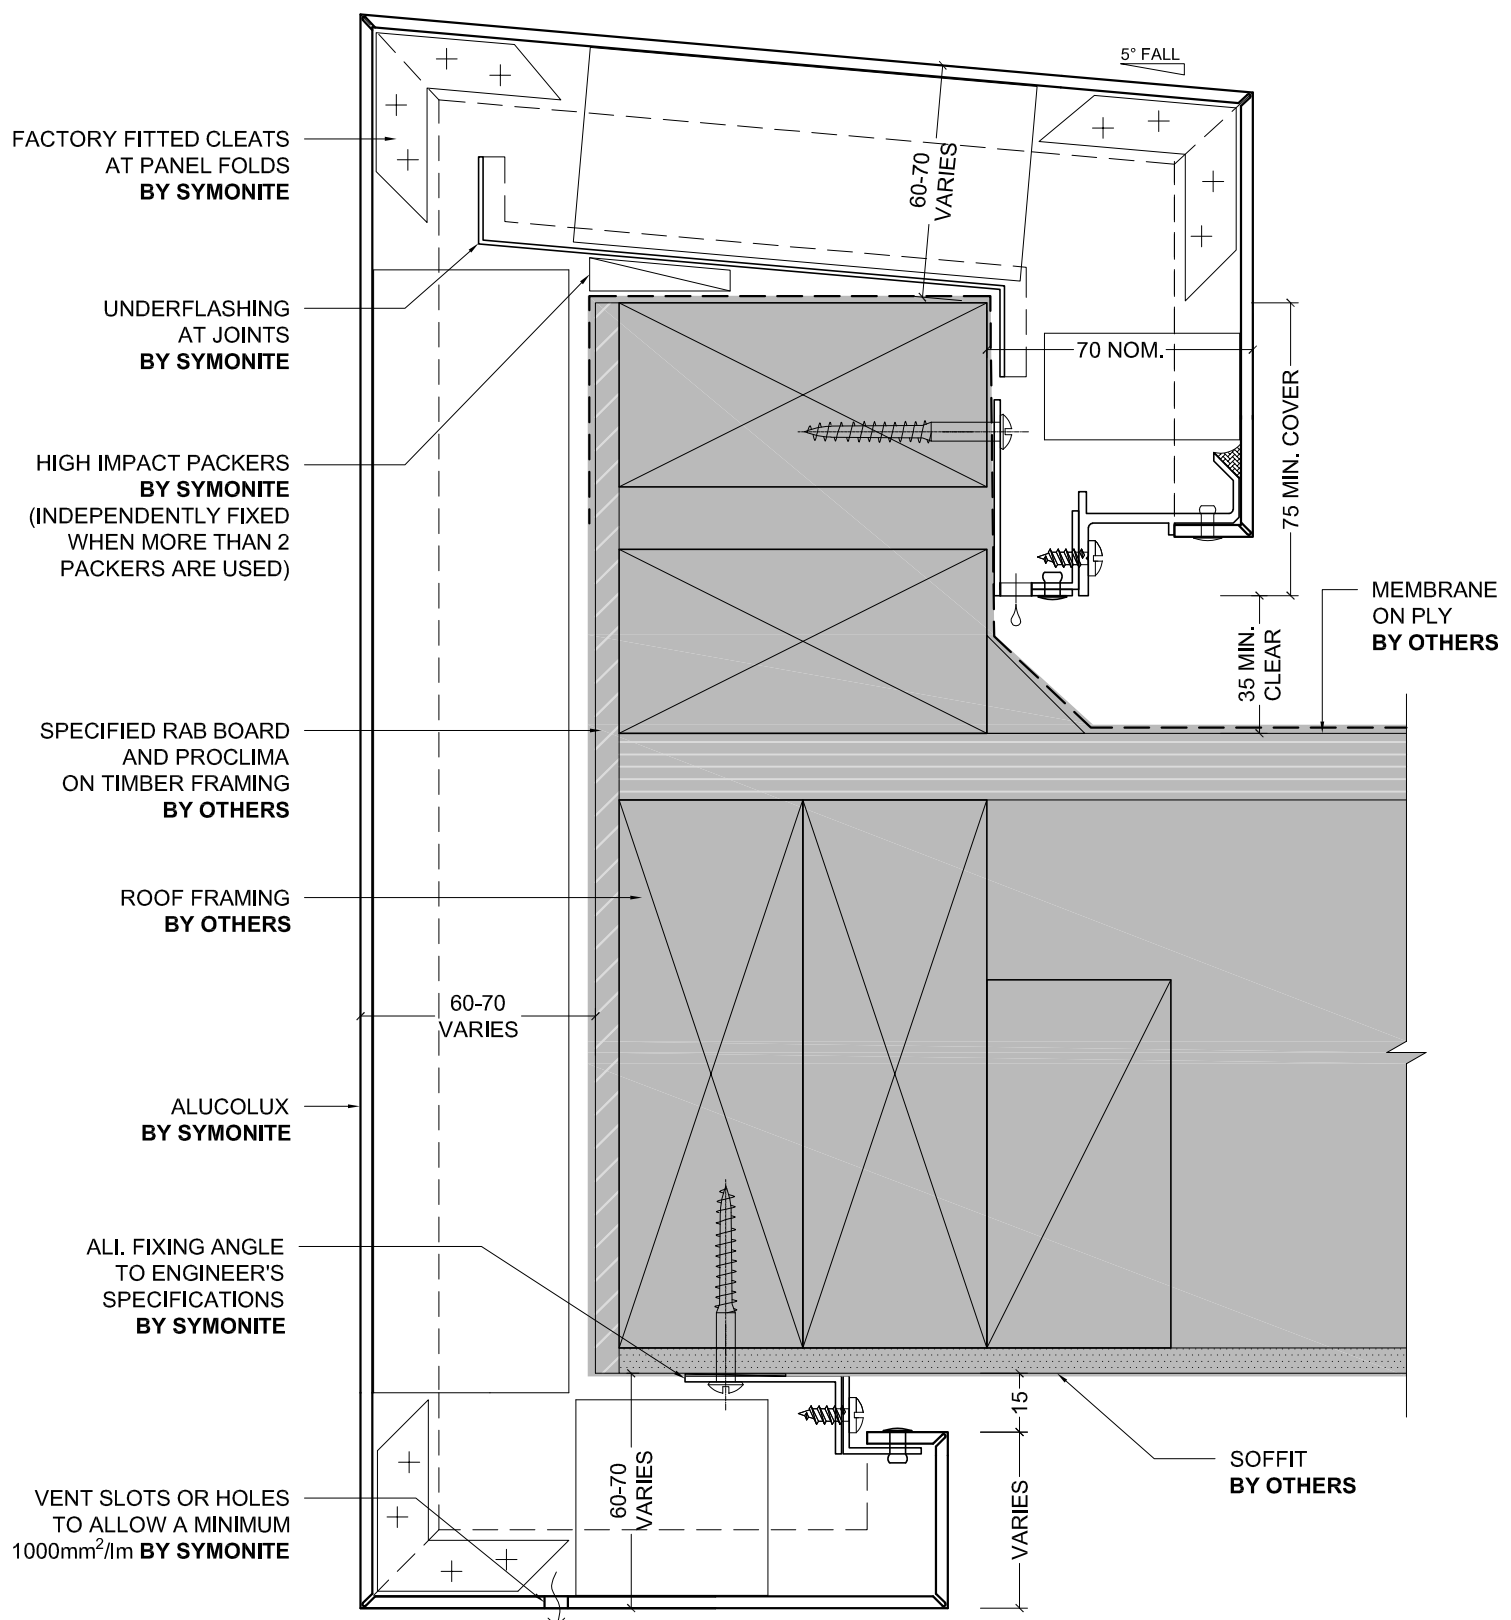 5° FALL
FACTORY FITTED CLEATS
AT PANEL FOLDS
BY SYMONITE
60-70
VARIES
UNDERFLASHING
AT JOINTS
BY SYMONITE
70 NOM.
75 MIN. COVER
HIGH IMPACT PACKERS
BY SYMONITE
(INDEPENDENTLY FIXED
WHEN MORE THAN 2
PACKERS ARE USED)
MEMBRANE
ON PLY
BY OTHERS
35 MIN.
CLEAR
SPECIFIED RAB BOARD
AND PROCLIMA
ON TIMBER FRAMING
BY OTHERS
ROOF FRAMING
BY OTHERS
60-70
VARIES
ALUCOLUX
BY SYMONITE
ALI. FIXING ANGLE
TO ENGINEER'S
SPECIFICATIONS
BY SYMONITE
15
SOFFIT
BY OTHERS
60-70
VARIES
VARIES
VENT SLOTS OR HOLES
TO ALLOW A MINIMUM
1000mm²/lm BY SYMONITE